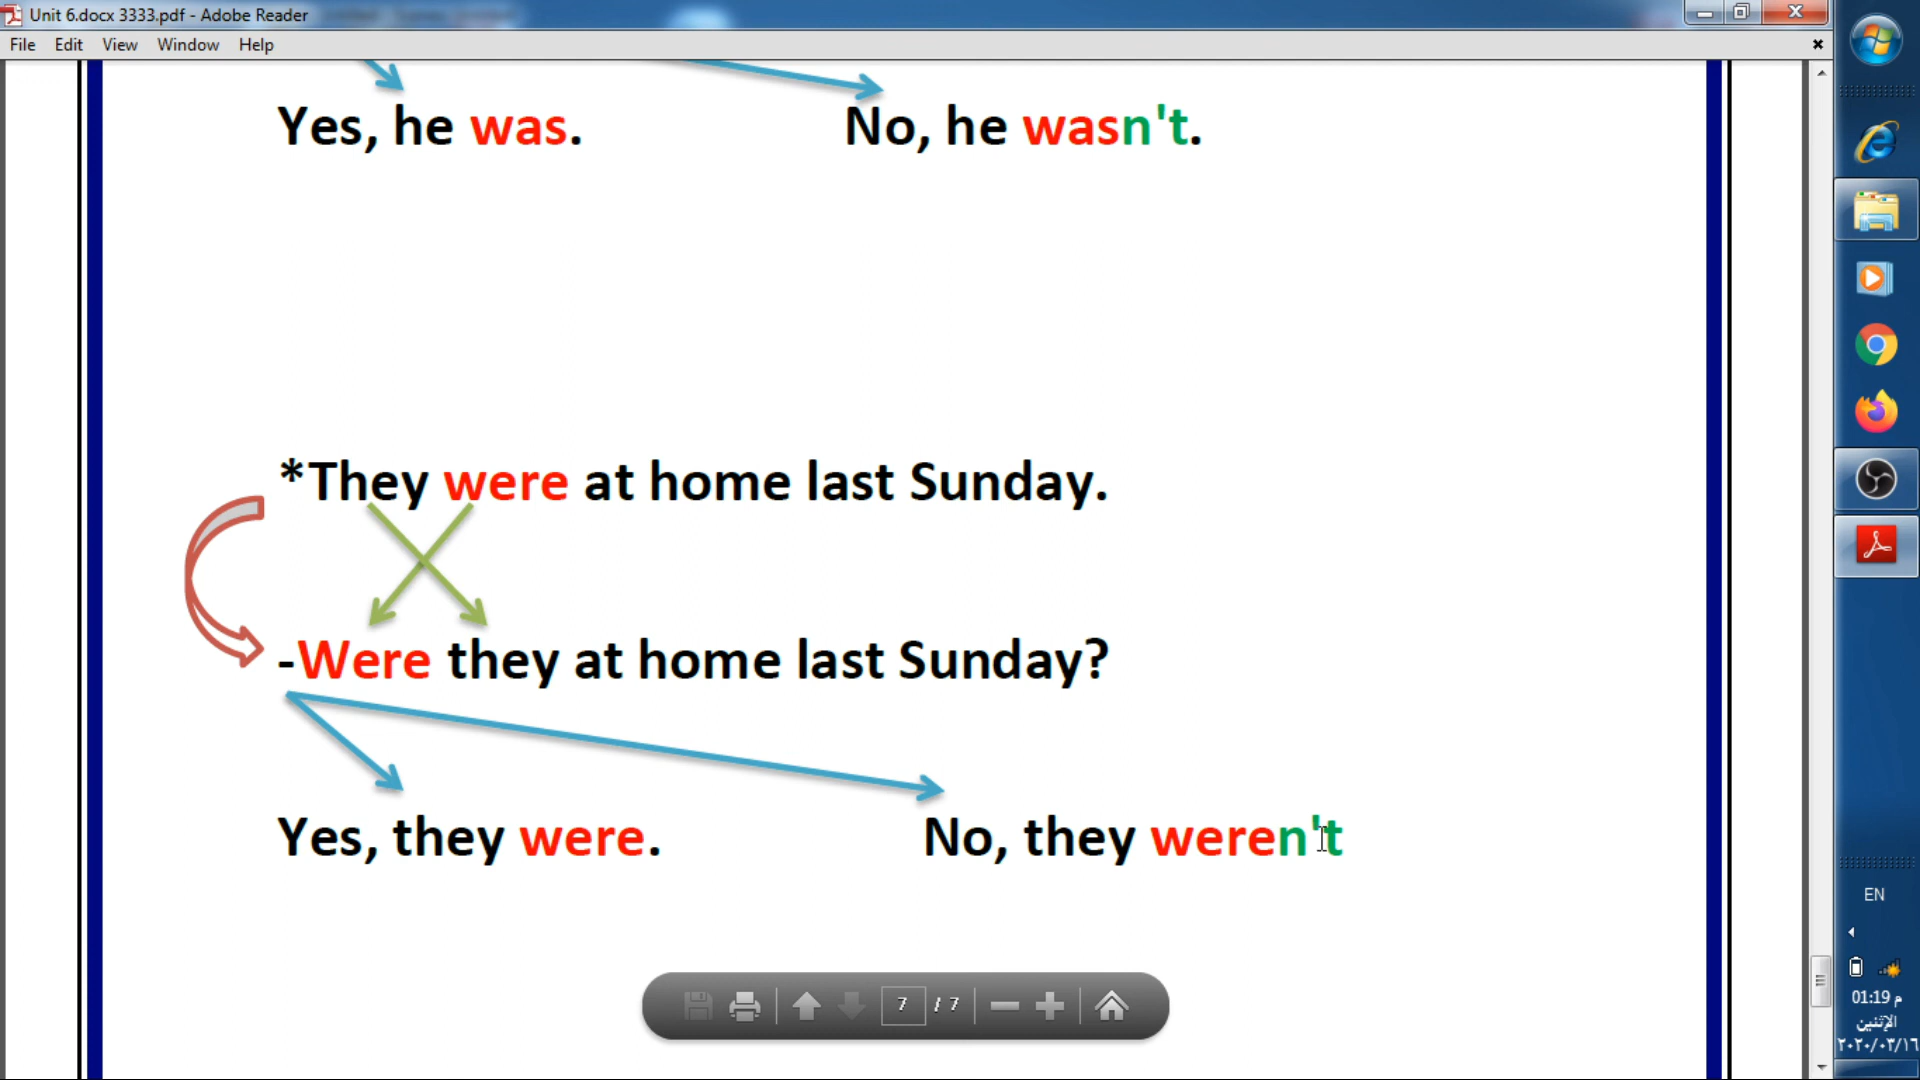 Unit 6.docx 3333.pdf - Adobe Reader
File Edit View Window Help
Yes, he was. No, he wasn't.
*They were at home last Sunday.
-Were they at home last Sunday?
Yes, they were. No, they weren't
7 / 7
EN
01:19 م
الإثنين
٢٠٢٠/٠٣/١٦